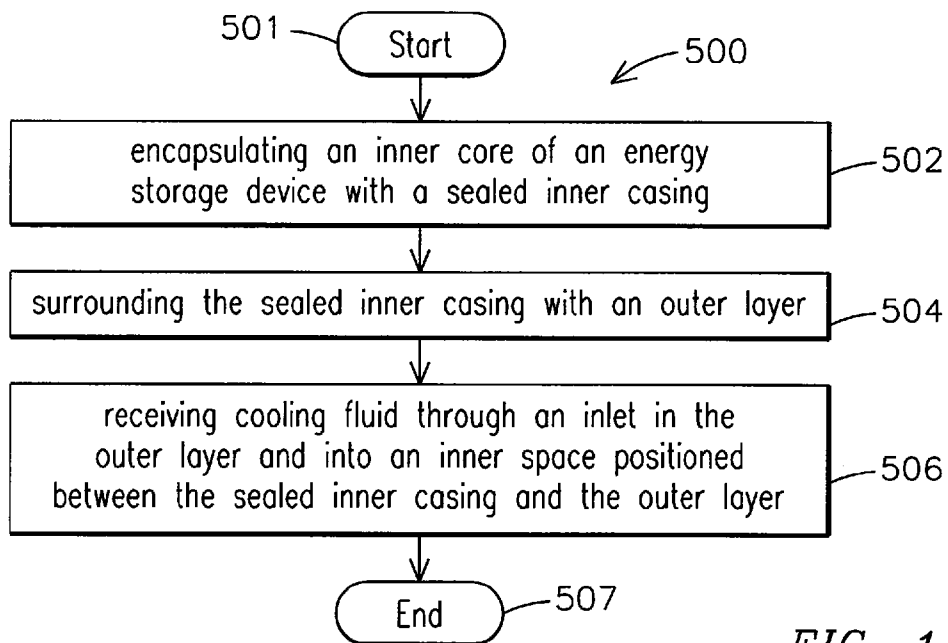 501
Start
500
encapsulating an inner core of an energy
storage device with a sealed inner casing
502
surrounding the sealed inner casing with an outer layer
504
receiving cooling fluid through an inlet in the
outer layer and into an inner space positioned
between the sealed inner casing and the outer layer
506
End
507
FIG. 1